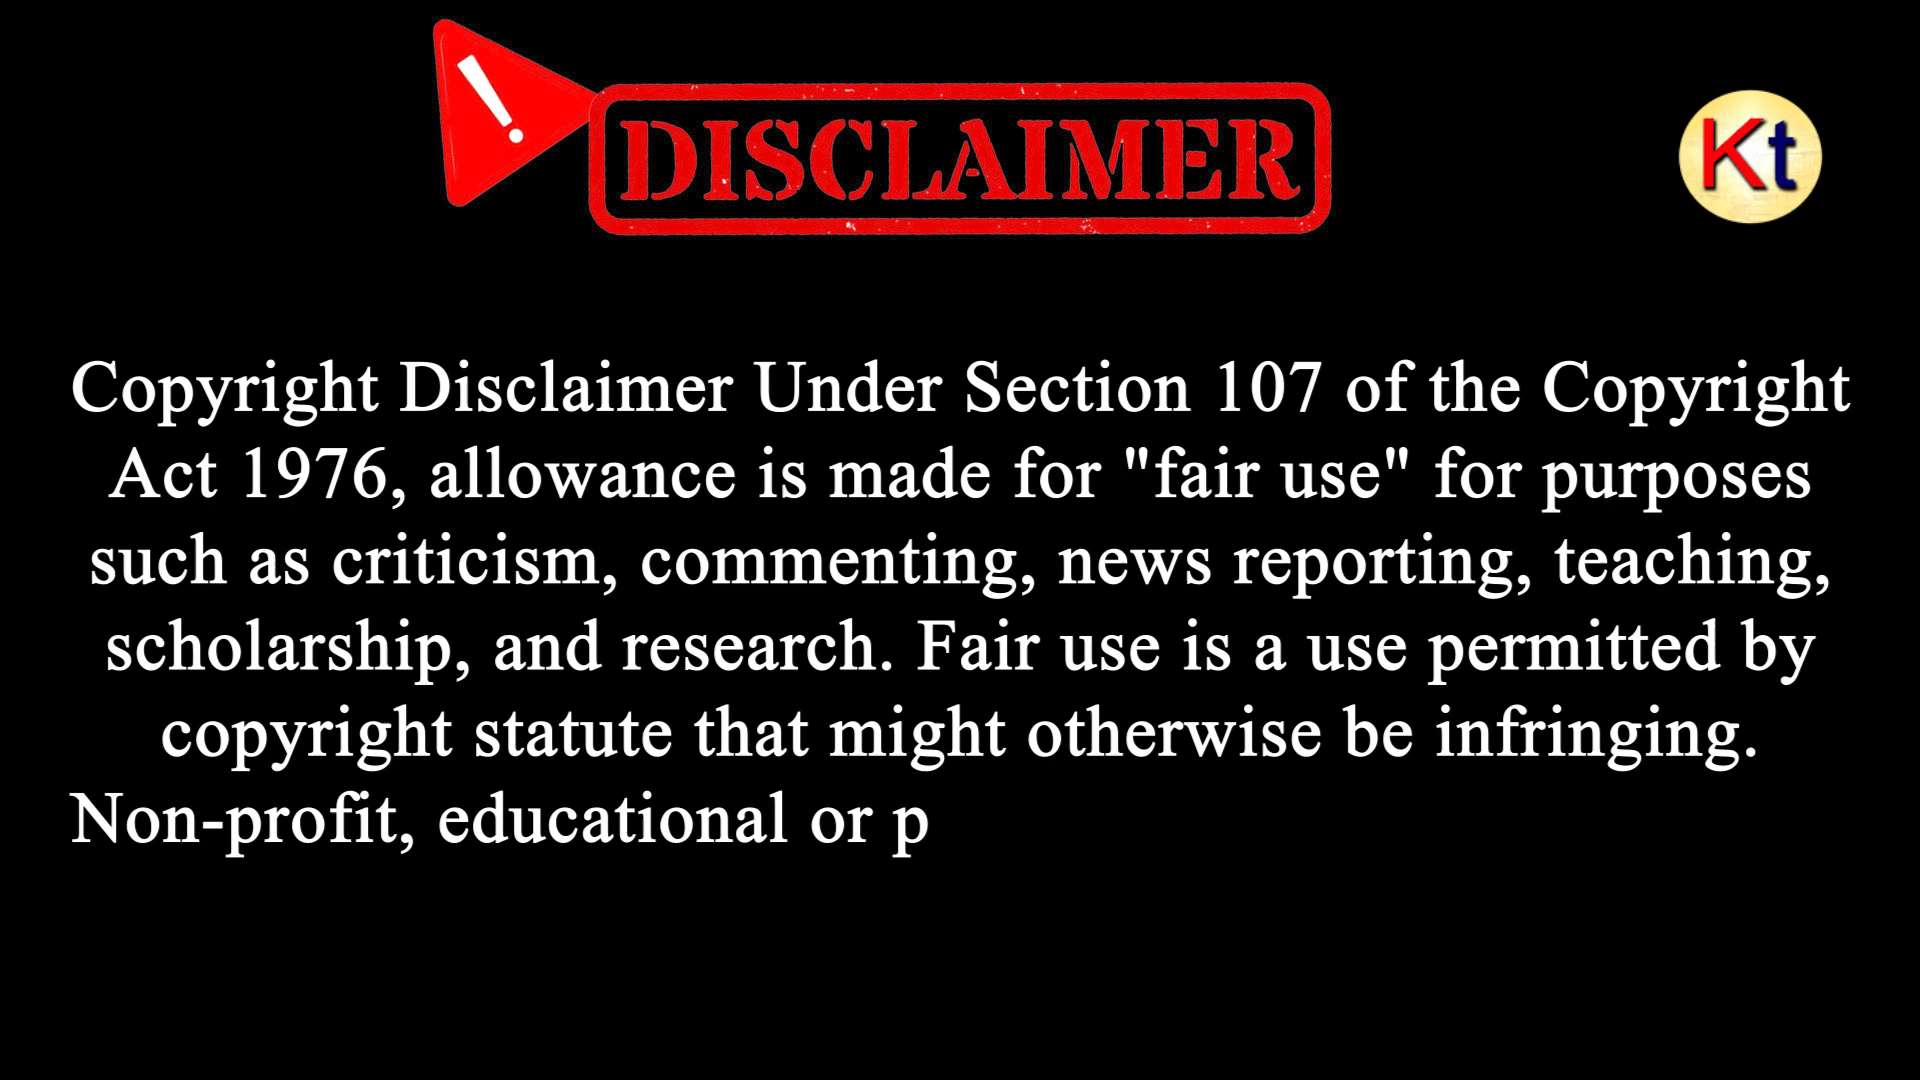 !
DISCLAIMER
Kt
Copyright Disclaimer Under Section 107 of the Copyright
Act 1976, allowance is made for "fair use" for purposes
such as criticism, commenting, news reporting, teaching,
scholarship, and research. Fair use is a use permitted by
copyright statute that might otherwise be infringing.
Non-profit, educational or p